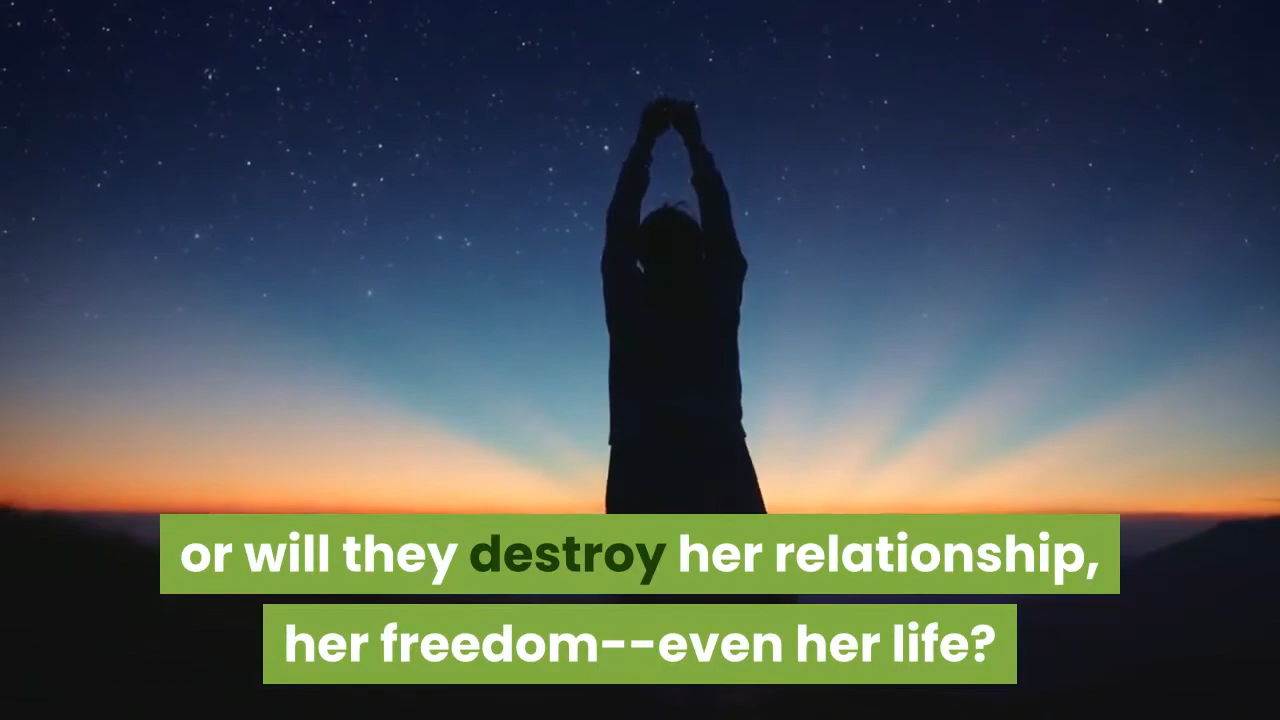 or will they destroy her relationship,
her freedom--even her life?